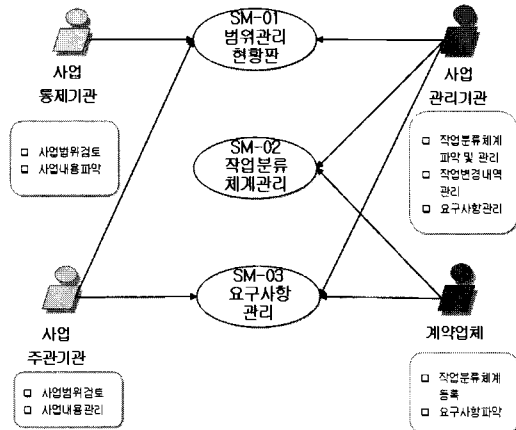 SM-01
범위관리
현황판
사업
통제기관
사업
관리기관
□ 사업범위검토
□ 사업내용파악
SM-02
작업분류
체계관리
□ 작업분류체계
파악 및 관리
□ 작업변경내역
관리
□ 요구사항관리
SM-03
요구사항
관리
사업
주관기관
계약업체
□ 사업범위검토
□ 사업내용관리
□ 작업분류체계
등록
□ 요구사항파악